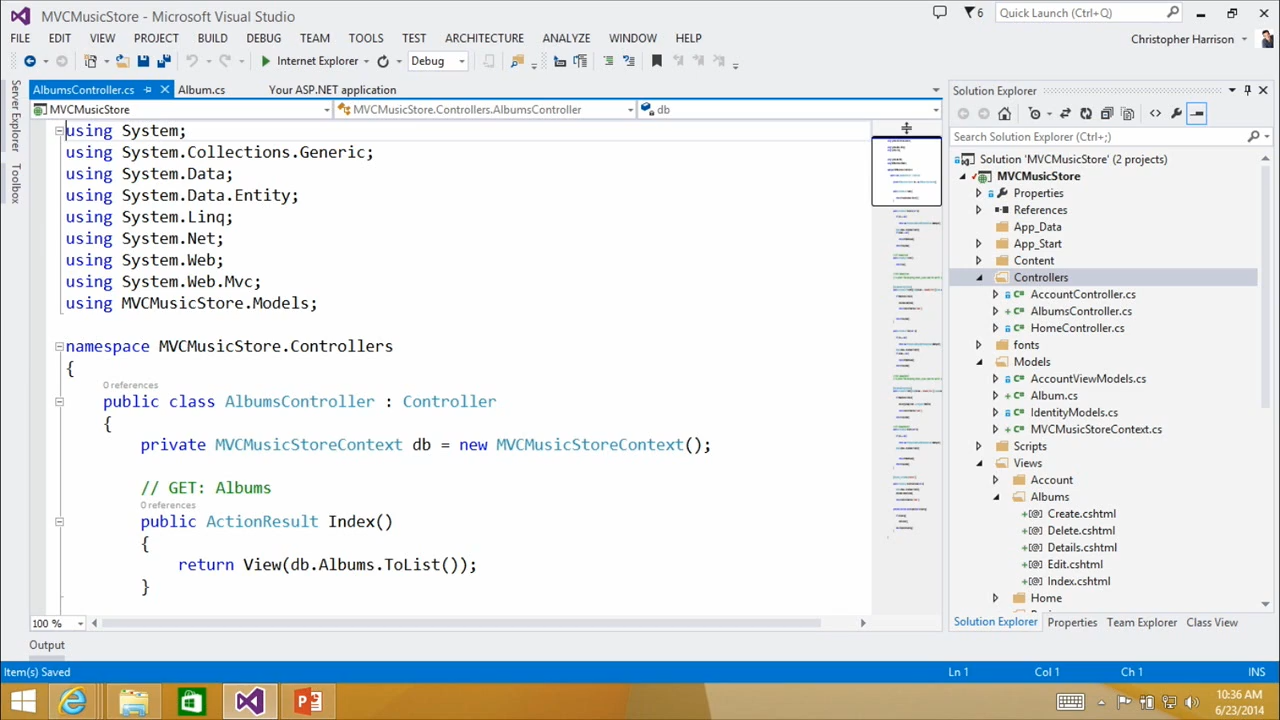 MVCMusicStore - Microsoft Visual Studio
6
Quick Launch (Ctrl+Q)
FILE EDIT VIEW PROJECT BUILD DEBUG TEAM TOOLS TEST ARCHITECTURE ANALYZE WINDOW HELP
Christopher Harrison
Internet Explorer
Debug
Server Explorer
Toolbox
AlbumsController.cs
Album.cs
Your ASP.NET application
MVCMusicStore
MVCMusicStore.Controllers.AlbumsController
db
using System;
using System.Collections.Generic;
using System.Data;
using System.Data.Entity;
using System.Linq;
using System.Net;
using System.Web;
using System.Web.Mvc;
using MVCMusicStore.Models;
namespace MVCMusicStore.Controllers
{
0 references
public class AlbumsController : Controller
{
private MVCMusicStoreContext db = new MVCMusicStoreContext();
// GET: Albums
0 references
public ActionResult Index()
{
return View(db.Albums.ToList());
}
100 %
Output
Solution Explorer
Search Solution Explorer (Ctrl+;)
Solution 'MVCMusicStore' (2 projects)
MVCMusicStore
Properties
References
App_Data
App_Start
Content
Controllers
AccountController.cs
AlbumsController.cs
HomeController.cs
fonts
Models
AccountViewModels.cs
Album.cs
IdentityModels.cs
MVCMusicStoreContext.cs
Scripts
Views
Account
Albums
Create.cshtml
Delete.cshtml
Details.cshtml
Edit.cshtml
Index.cshtml
Home
Solution Explorer Properties Team Explorer Class View
Item(s) Saved
Ln 1 Col 1 Ch 1 INS
10:36 AM
6/23/2014